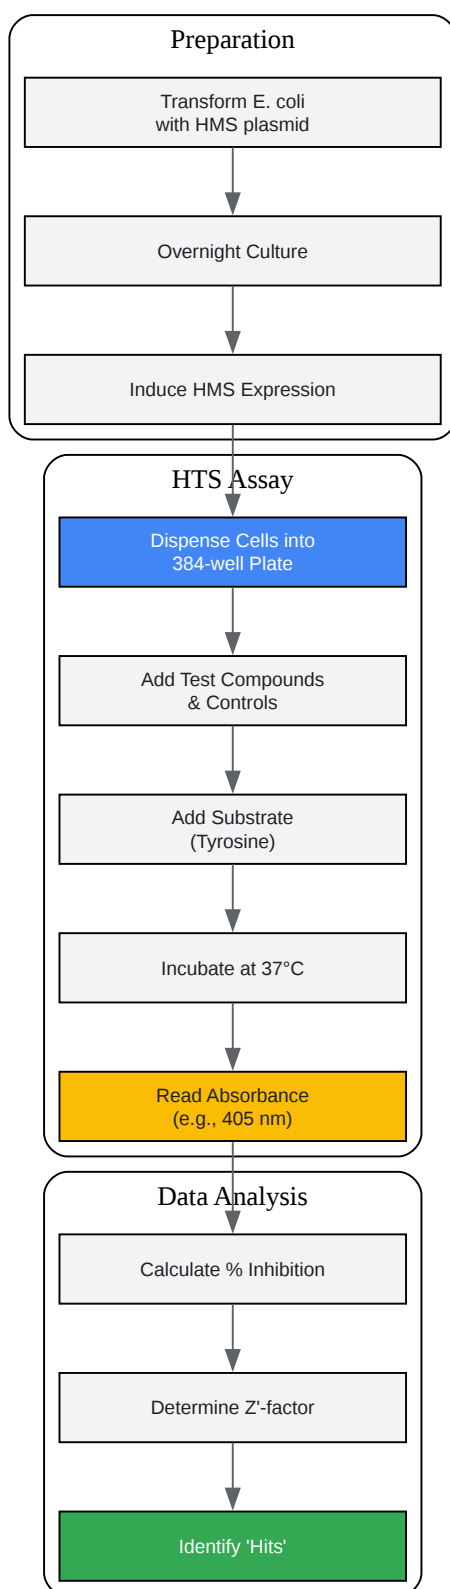 Preparation
Transform E. coli
with HMS plasmid
Overnight Culture
Induce HMS Expression
HTS Assay
Dispense Cells into
384-well Plate
Add Test Compounds
& Controls
Add Substrate
(Tyrosine)
Incubate at 37°C
Read Absorbance
(e.g., 405 nm)
Data Analysis
Calculate % Inhibition
Determine Z'-factor
Identify 'Hits'